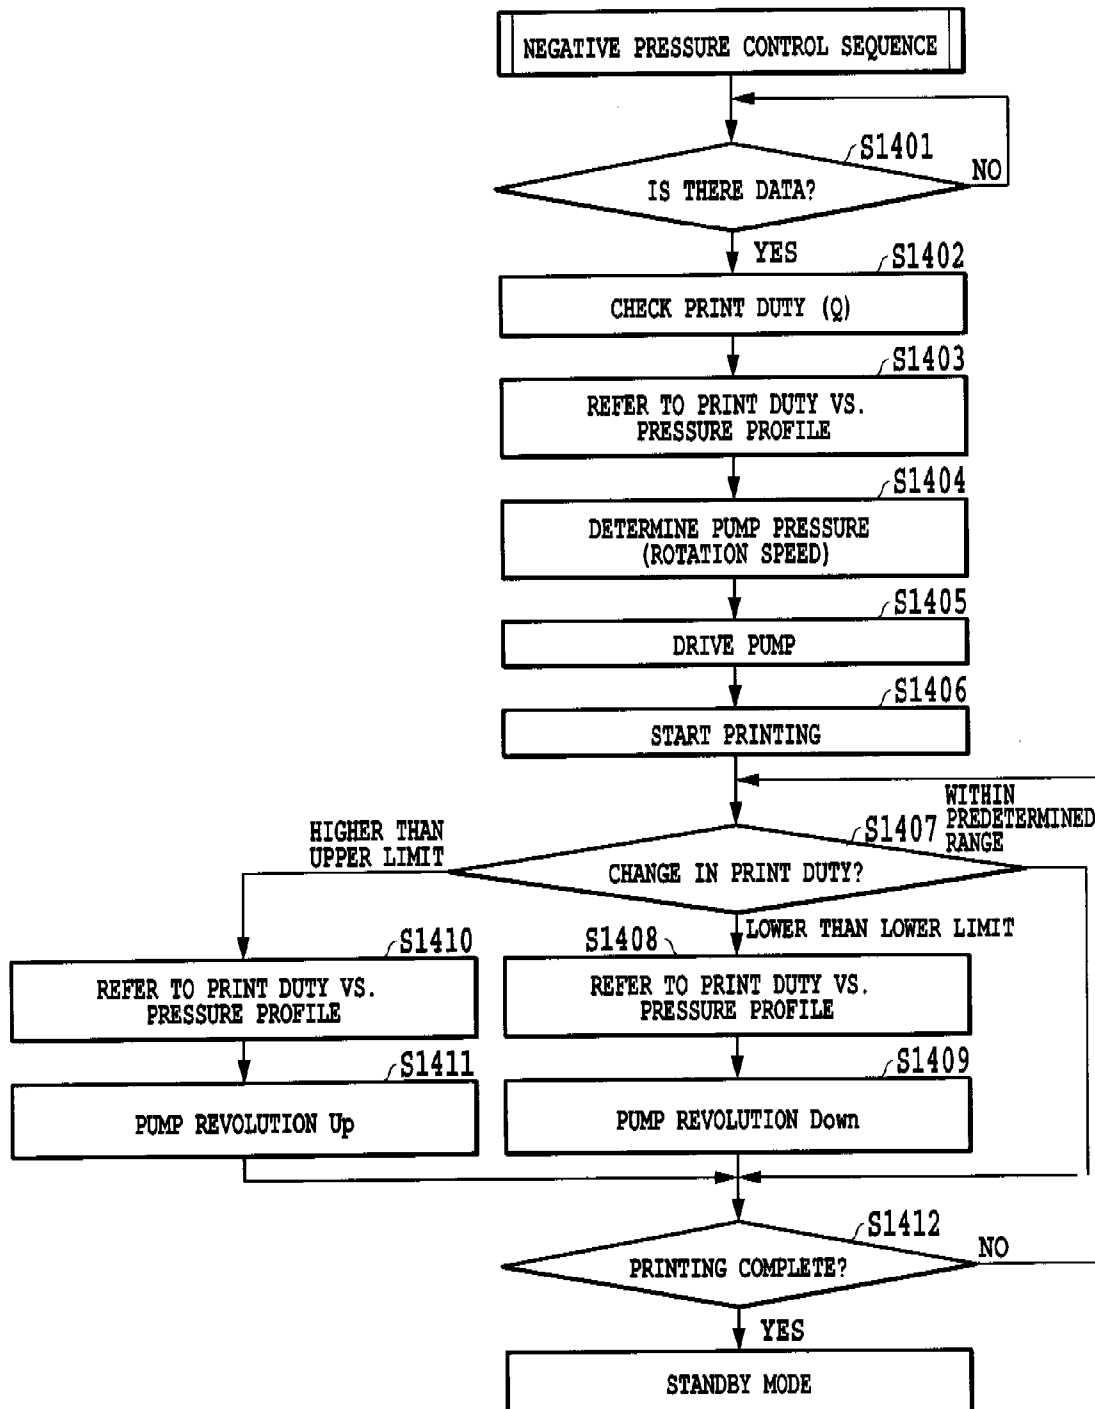 NEGATIVE PRESSURE CONTROL SEQUENCE
S1401
IS THERE DATA?
NO
YES
S1402
CHECK PRINT DUTY (Q)
S1403
REFER TO PRINT DUTY VS.
PRESSURE PROFILE
S1404
DETERMINE PUMP PRESSURE
(ROTATION SPEED)
S1405
DRIVE PUMP
S1406
START PRINTING
S1407
WITHIN
PREDETERMINED
RANGE
HIGHER THAN
UPPER LIMIT
CHANGE IN PRINT DUTY?
LOWER THAN LOWER LIMIT
S1410
REFER TO PRINT DUTY VS.
PRESSURE PROFILE
S1411
PUMP REVOLUTION Up
S1408
REFER TO PRINT DUTY VS.
PRESSURE PROFILE
S1409
PUMP REVOLUTION Down
S1412
PRINTING COMPLETE?
NO
YES
STANDBY MODE